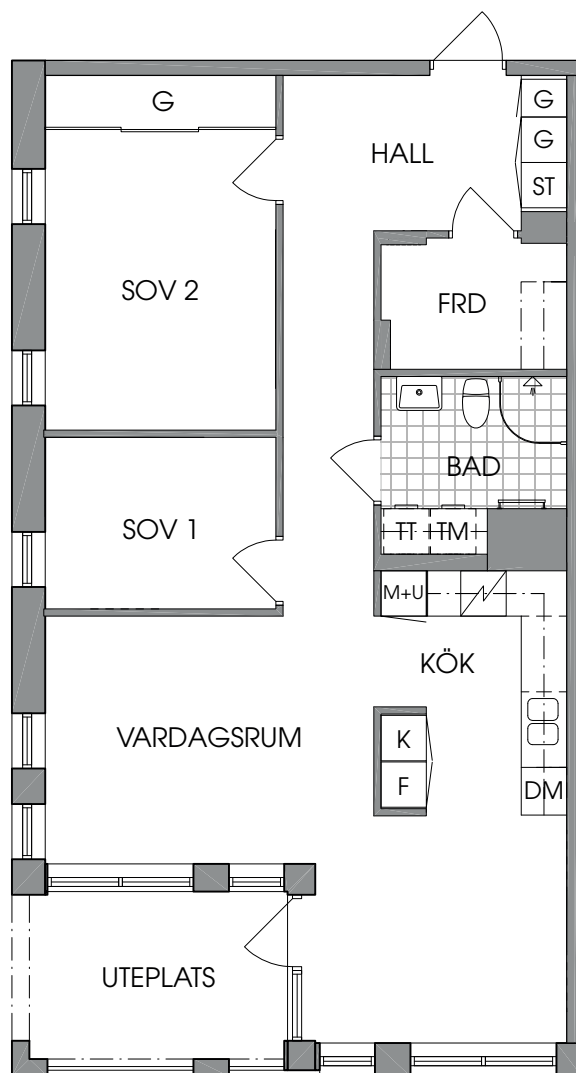 G
G
HALL
G
ST
SOV 2
FRD
BAD
SOV 1
TT TM
M+U
KÖK
VARDAGSRUM
K
F
DM
UTEPLATS